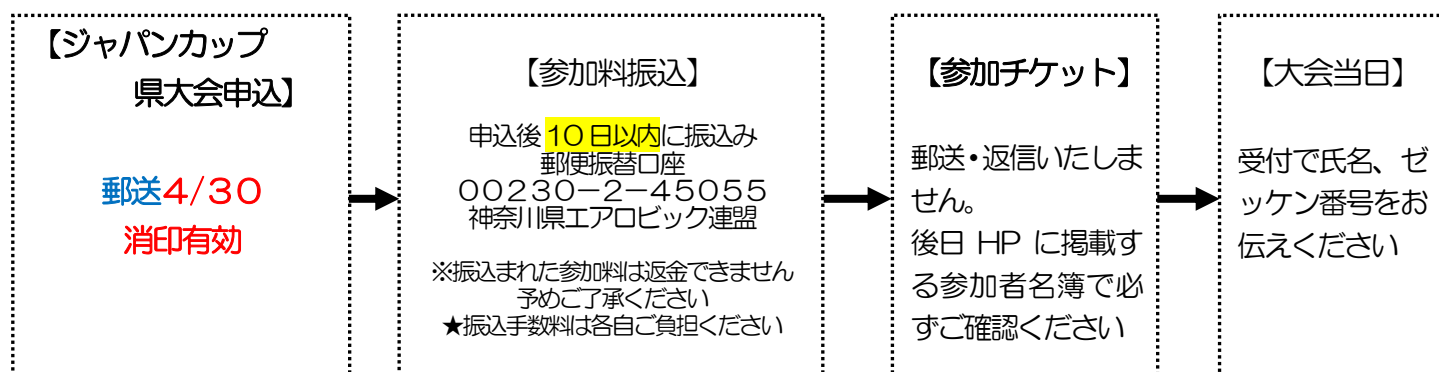 【ジャパンカップ
県大会申込】
郵送4/30
消印有効
【参加料振込】
申込後 10 日以内に振込み
郵便振替口座
００２３０－２－４５０５５
神奈川県エアロビック連盟
※振込まれた参加料は返金できません
予めご了承ください
★振込手数料は各自ご負担ください
【参加チケット】
郵送・返信いたしま
せん。
後日 HP に掲載す
る参加者名簿で必
ずご確認ください
【大会当日】
受付で氏名、ゼ
ッケン番号をお
伝えください